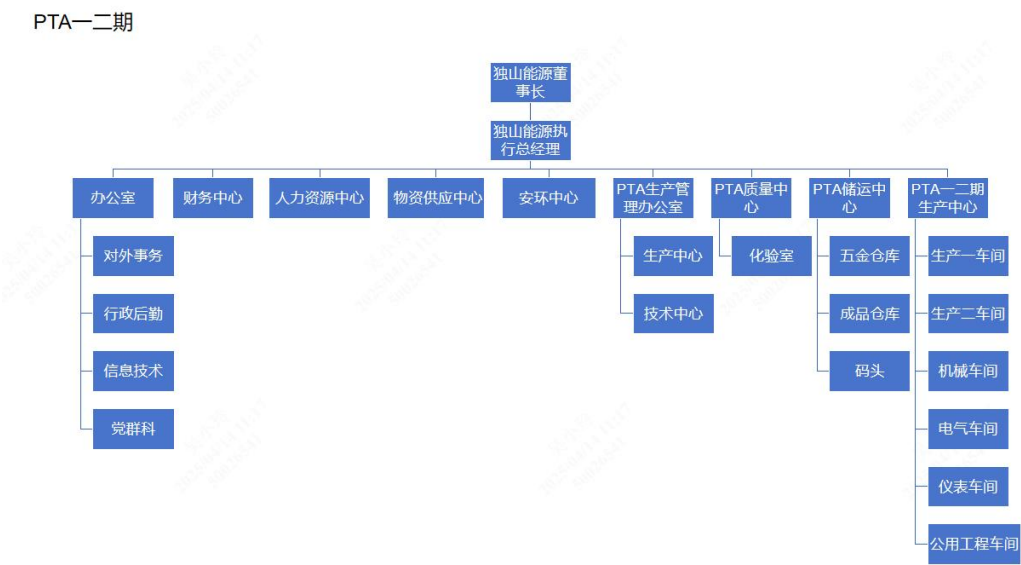 PTA一二期
独山能源董
事长
独山能源执
行总经理
办公室
财务中心
人力资源中心
物资供应中心
安环中心
PTA生产管
理办公室
PTA质量中
心
PTA储运中
心
PTA一二期
生产中心
对外事务
生产中心
化验室
五金仓库
生产一车间
行政后勤
技术中心
成品仓库
生产二车间
信息技术
码头
机械车间
党群科
电气车间
仪表车间
公用工程车间